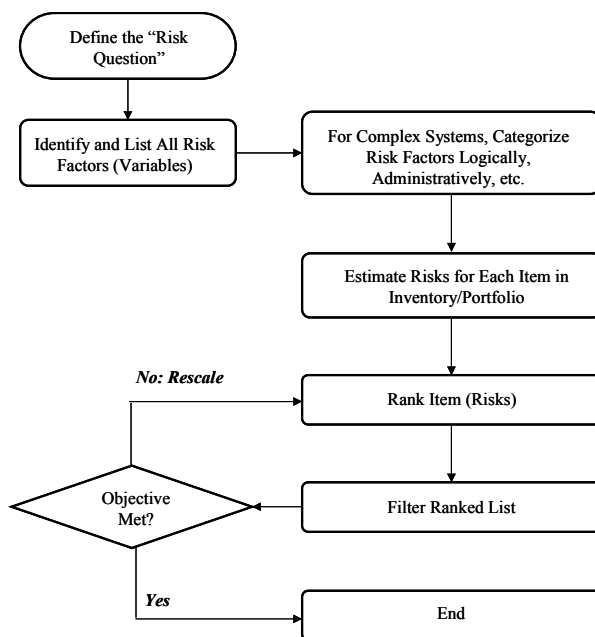 Define the “Risk
Question”
Identify and List All Risk
Factors (Variables)
For Complex Systems, Categorize
Risk Factors Logically,
Administratively, etc.
Estimate Risks for Each Item in
Inventory/Portfolio
No: Rescale
Rank Item (Risks)
Objective
Met?
Filter Ranked List
Yes
End